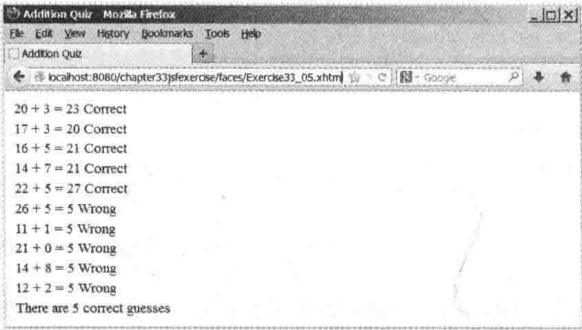 Addition Quiz - Mozilla Firefox
File Edit View History Bookmarks Tools Help
Addition Quiz
localhost:8080/chapter33jsfexercise/faces/Exercise33_05.xhtml
Google
20 + 3 = 23 Correct
17 + 3 = 20 Correct
16 + 5 = 21 Correct
14 + 7 = 21 Correct
22 + 5 = 27 Correct
26 + 5 = 5 Wrong
11 + 1 = 5 Wrong
21 + 0 = 5 Wrong
14 + 8 = 5 Wrong
12 + 2 = 5 Wrong
There are 5 correct guesses